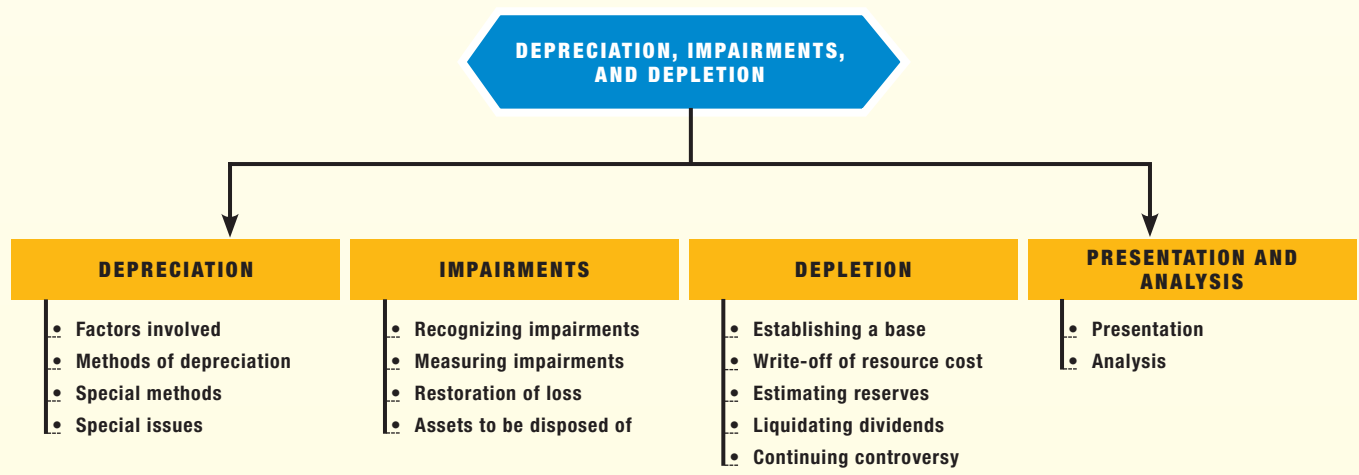 DEPRECIATION, IMPAIRMENTS,
AND DEPLETION
DEPRECIATION
• Factors involved
• Methods of depreciation
• Special methods
• Special issues
IMPAIRMENTS
• Recognizing impairments
• Measuring impairments
• Restoration of loss
• Assets to be disposed of
DEPLETION
• Establishing a base
• Write-off of resource cost
• Estimating reserves
• Liquidating dividends
• Continuing controversy
PRESENTATION AND
ANALYSIS
• Presentation
• Analysis